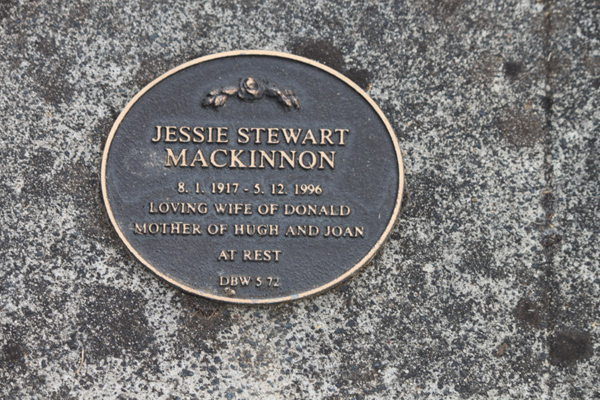 JESSIE STEWART
MACKINNON
8. 1. 1917 - 5. 12. 1996
LOVING WIFE OF DONALD
MOTHER OF HUGH AND JOAN
AT REST
DBW 5 72